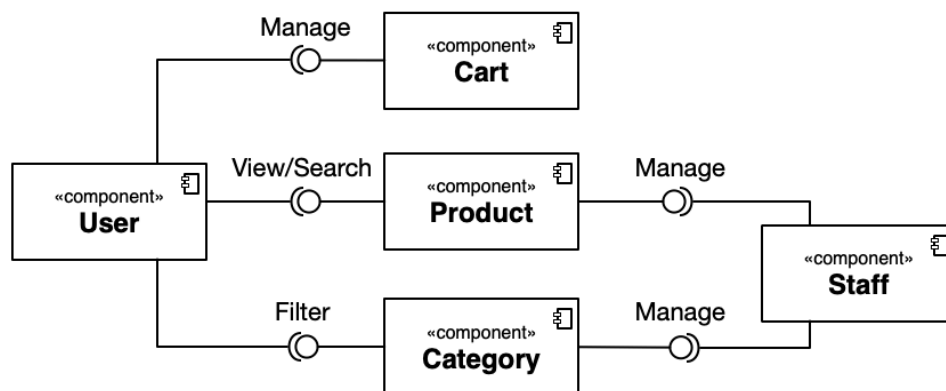 Manage
«component»
Cart
«component»
User
View/Search
«component»
Product
Manage
«component»
Staff
Filter
«component»
Category
Manage